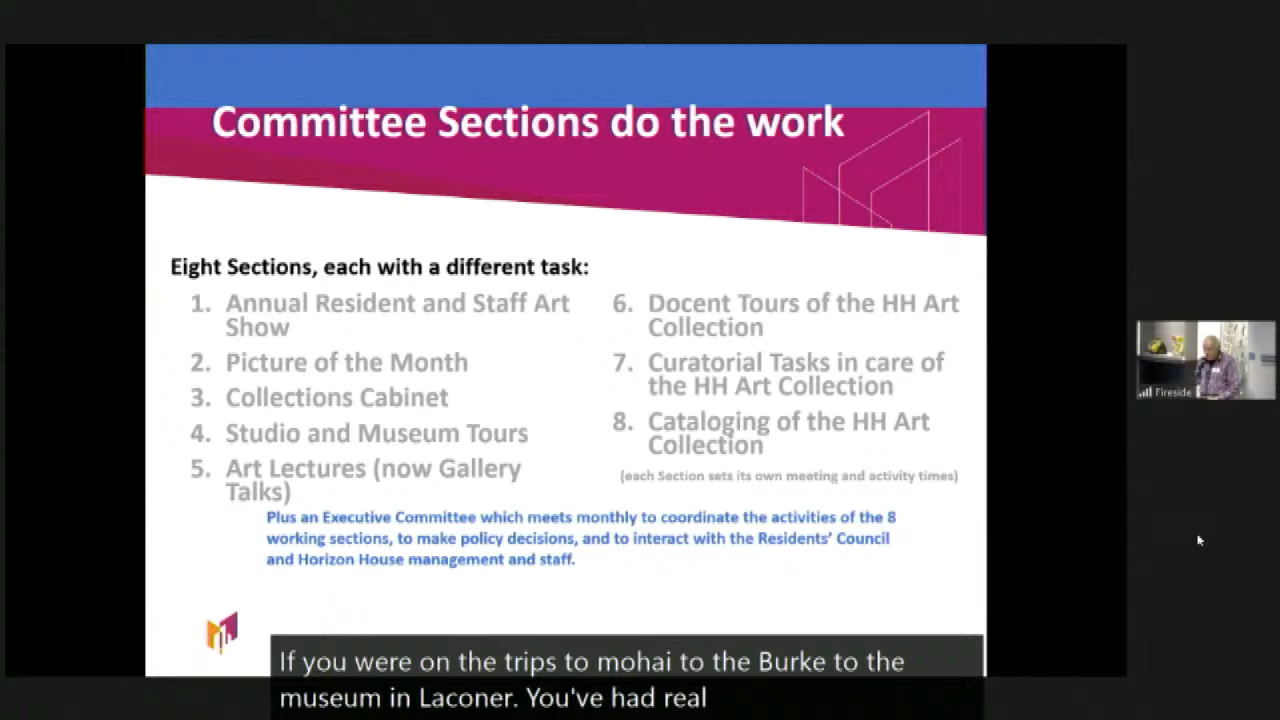 Committee Sections do the work
Eight Sections, each with a different task:
1. Annual Resident and Staff Art
Show
2. Picture of the Month
3. Collections Cabinet
4. Studio and Museum Tours
5. Art Lectures (now Gallery
Talks)
6. Docent Tours of the HH Art
Collection
7. Curatorial Tasks in care of
the HH Art Collection
8. Cataloging of the HH Art
Collection
(each Section sets its own meeting and activity times)
Plus an Executive Committee which meets monthly to coordinate the activities of the 8
working sections, to make policy decisions, and to interact with the Residents' Council
and Horizon House management and staff.
Fireside
If you were on the trips to mohai to the Burke to the
museum in Laconer. You've had real